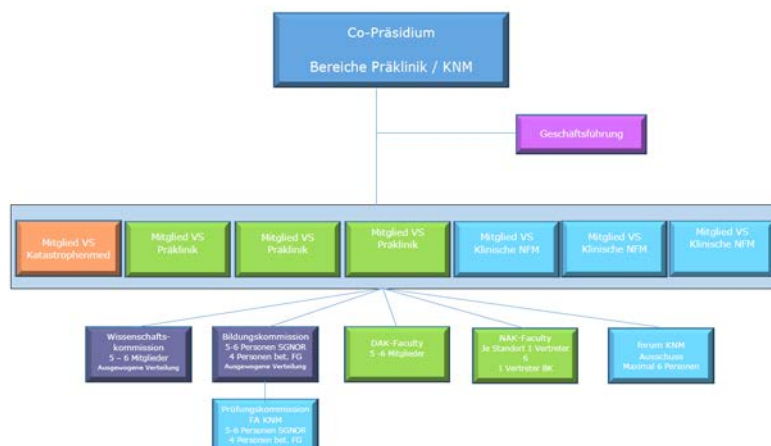 Co-Präsidium
Bereiche Präklinik / KNM
Geschäftsführung
Mitglied VS
Katastrophenmed
Mitglied VS
Präklinik
Mitglied VS
Präklinik
Mitglied VS
Präklinik
Mitglied VS
Klinische NFM
Mitglied VS
Klinische NFM
Mitglied VS
Klinische NFM
Wissenschafts-
kommission
5 – 6 Mitglieder
Ausgewogene Verteilung
Bildungskommission
5-6 Personen SGNOR
4 Personen bet. FG
Ausgewogene Verteilung
DAK-Faculty
5 -6 Mitglieder
NAK-Faculty
Je Standort 1 Vertreter
6
1 Vertreter BK
forum KNM
Ausschuss
Maximal 6 Personen
Prüfungskommission
FA KNM
5-6 Personen SGNOR
4 Personen bet. FG